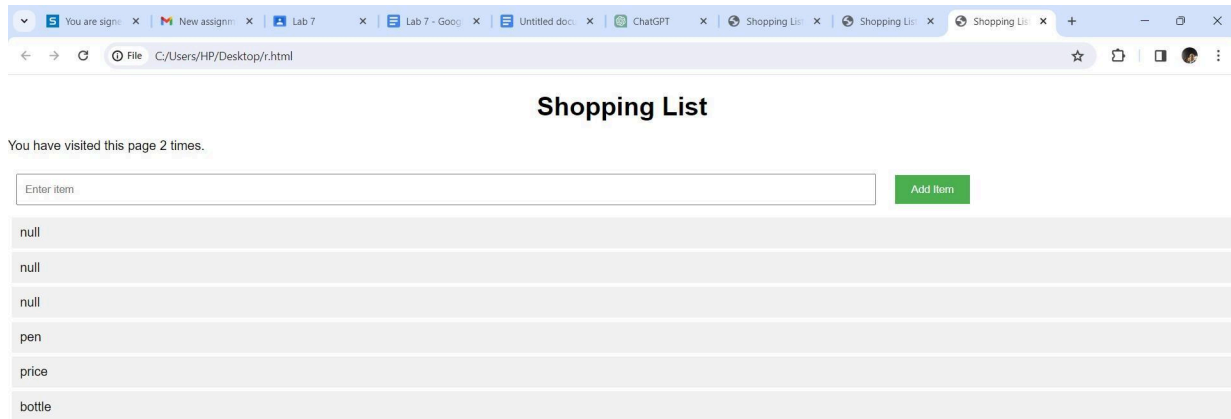 You are signe
New assignm
Lab 7
Lab 7 - Goog
Untitled docu
ChatGPT
Shopping Lis
Shopping Lis
Shopping Lis
File C:/Users/HP/Desktop/r.html
Shopping List
You have visited this page 2 times.
Enter item
Add Item
null
null
null
pen
price
bottle